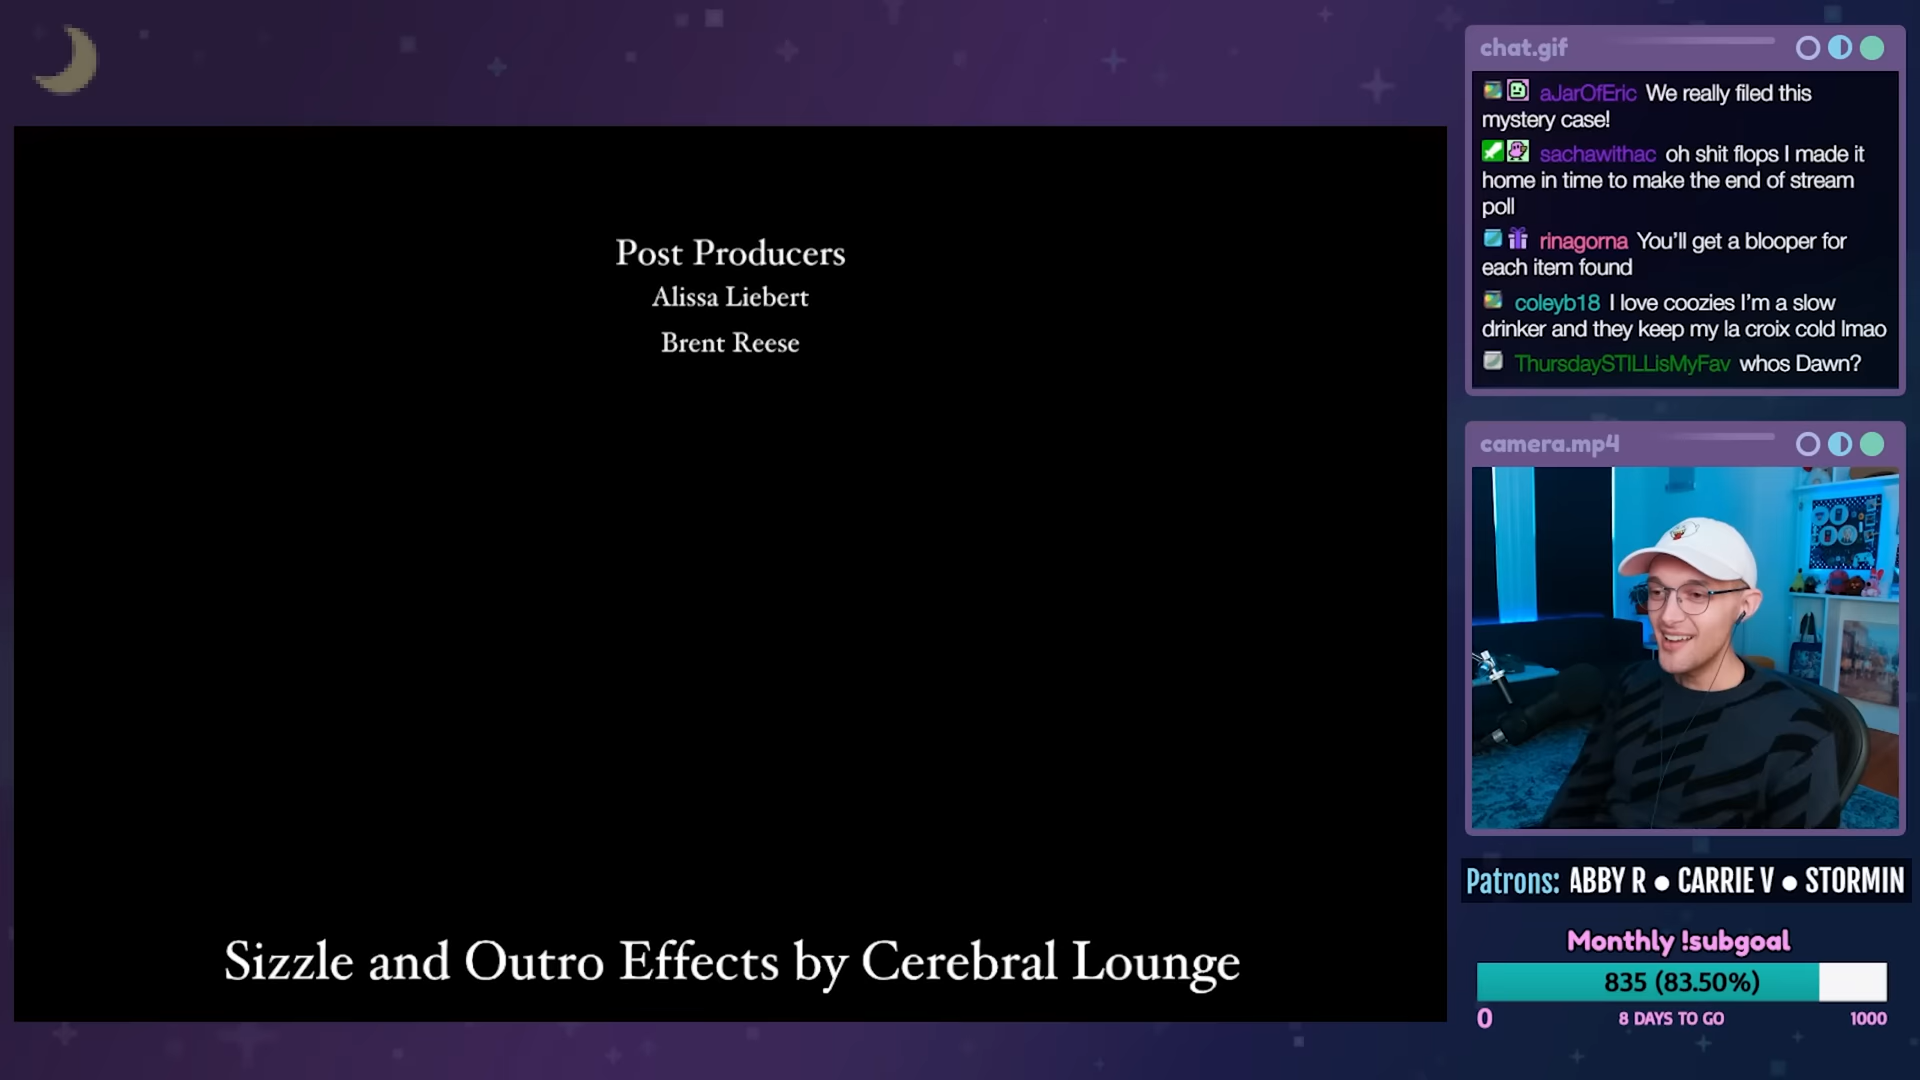 Post Producers
Alissa Liebert
Brent Reese
Sizzle and Outro Effects by Cerebral Lounge
chat.gif
aJarOfEric We really filed this
mystery case!
sachawithac oh shit flops I made it
home in time to make the end of stream
poll
rinagorna You'll get a blooper for
each item found
coleyb18 I love coozies I'm a slow
drinker and they keep my la croix cold lmao
ThursdaySTILLisMyFav whos Dawn?
camera.mp4
Patrons: ABBY R ● CARRIE V ● STORMIN
Monthly !subgoal
835 (83.50%)
0 8 DAYS TO GO 1000